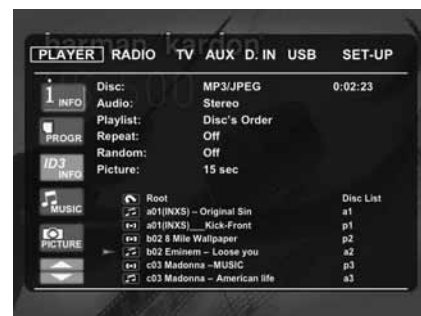 harman kardon
PLAYER RADIO TV AUX D. IN USB SET-UP
Disc: MP3/JPEG 0:02:23
Audio: Stereo
Playlist: Disc's Order
Repeat: Off
Random: Off
Picture: 15 sec
1 INFO
PROGR
ID3 INFO
MUSIC
PICTURE
Root Disc List
a01(INXS) – Original Sin a1
a01(INXS)___Kick-Front p1
b02 8 Mile Wallpaper p2
b02 Eminem – Loose you a2
c03 Madonna –MUSIC p3
c03 Madonna – American life a3